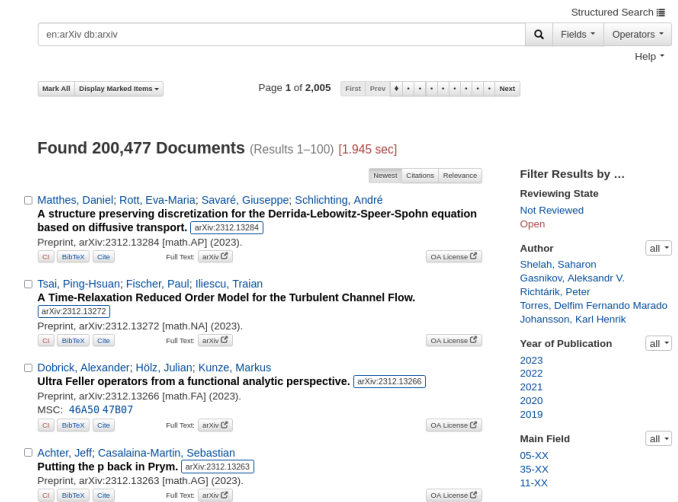 Structured Search
en:arXiv db:arxiv
Fields
Operators
Help
Mark All
Display Marked Items
Page 1 of 2,005
First
Prev
Next
Found 200,477 Documents (Results 1–100) [1.945 sec]
Newest
Citations
Relevance
Matthes, Daniel; Rott, Eva-Maria; Savaré, Giuseppe; Schlichting, André
A structure preserving discretization for the Derrida-Lebowitz-Speer-Spohn equation
based on diffusive transport. arXiv:2312.13284
Preprint, arXiv:2312.13284 [math.AP] (2023).
CI BibTeX Cite Full Text: arXiv OA License
Tsai, Ping-Hsuan; Fischer, Paul; Iliescu, Traian
A Time-Relaxation Reduced Order Model for the Turbulent Channel Flow.
arXiv:2312.13272
Preprint, arXiv:2312.13272 [math.NA] (2023).
CI BibTeX Cite Full Text: arXiv OA License
Dobrick, Alexander; Hölz, Julian; Kunze, Markus
Ultra Feller operators from a functional analytic perspective. arXiv:2312.13266
Preprint, arXiv:2312.13266 [math.FA] (2023).
MSC: 46A50 47B07
CI BibTeX Cite Full Text: arXiv OA License
Achter, Jeff; Casalaina-Martin, Sebastian
Putting the p back in Prym. arXiv:2312.13263
Preprint, arXiv:2312.13263 [math.AG] (2023).
CI BibTeX Cite Full Text: arXiv OA License
Filter Results by …
Reviewing State
Not Reviewed
Open
Author
all
Shelah, Saharon
Gasnikov, Aleksandr V.
Richtárik, Peter
Torres, Delfim Fernando Marado
Johansson, Karl Henrik
Year of Publication
all
2023
2022
2021
2020
2019
Main Field
all
05-XX
35-XX
11-XX